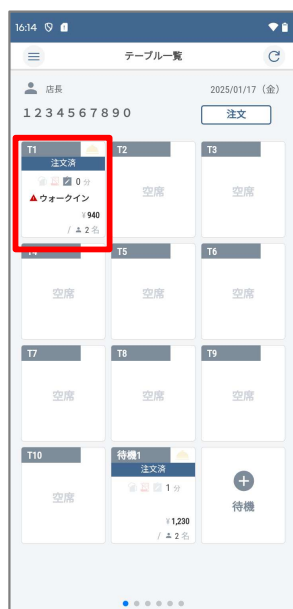 16:14
テーブル一覧
店長
2025/01/17（金）
1234567890
注文
T1
T2
T3
注文済
0 分
ウォークイン
空席
空席
¥940
/ 2 名
T5
T6
空席
空席
空席
T7
T8
T9
空席
空席
空席
T10
待機1
注文済
1 分
空席
待機
¥1,230
/ 2 名